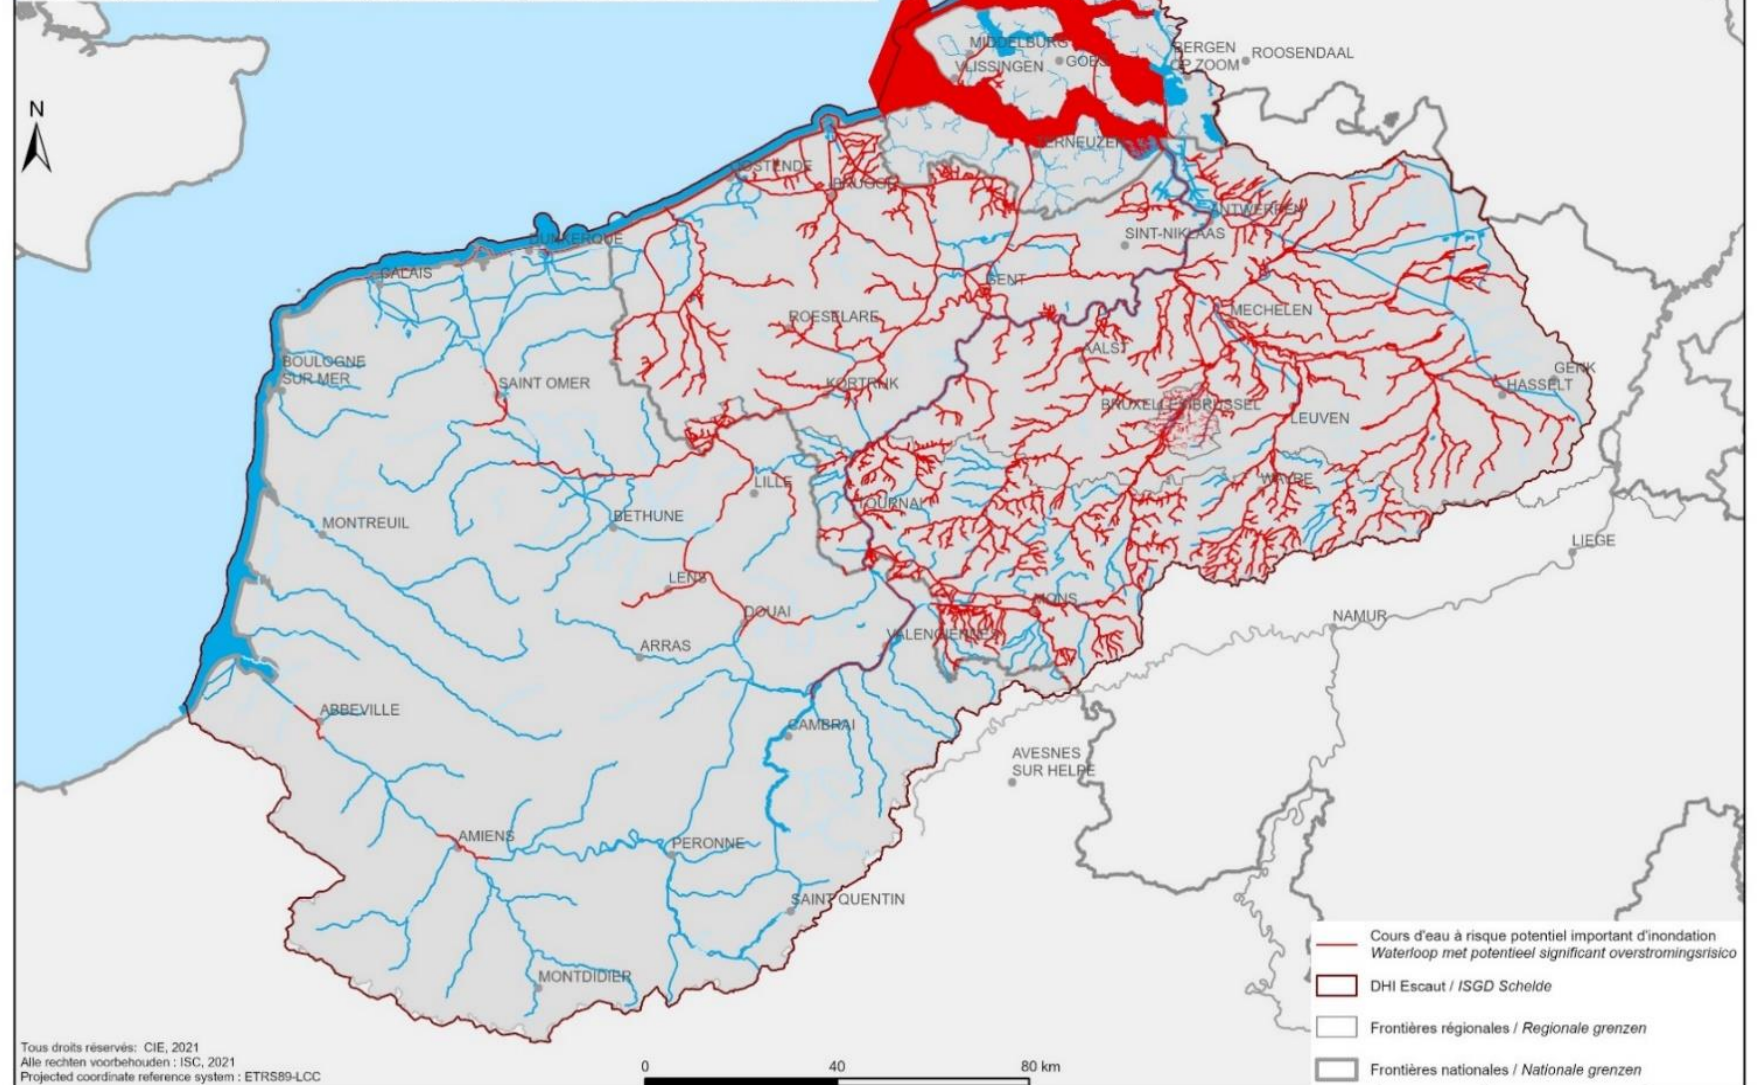 MIDDELBURG
BERGEN
OP ZOOM
ROOSENDAAL
VLISSINGEN
GOES
N
TERNEUZEN
OOSTENDE
BRUGGE
ANTWERPEN
SINT-NIKLAAS
DUNKERQUE
CALAIS
GENT
MECHELEN
ROESELARE
AALST
BOULOGNE
SUR MER
GENK
HASSELT
SAINT OMER
KORTRIJK
BRUXELLES/BRUSSEL
LEUVEN
WAVRE
LILLE
TOURNAI
BETHUNE
MONTREUIL
LIEGE
LENS
MONS
DOUAI
NAMUR
VALENCIENNES
ARRAS
ABBEVILLE
CAMBRAI
AVESNES
SUR HELPE
AMIENS
PERONNE
SAINT QUENTIN
MONTDIDIER
Cours d'eau à risque potentiel important d'inondation
Waterloop met potentieel significant overstromingsrisico
DHI Escaut / ISGD Schelde
Frontières régionales / Regionale grenzen
Frontières nationales / Nationale grenzen
Tous droits réservés: CIE, 2021
Alle rechten voorbehouden : ISC, 2021
Projected coordinate reference system : ETRS89-LCC
0 40 80 km